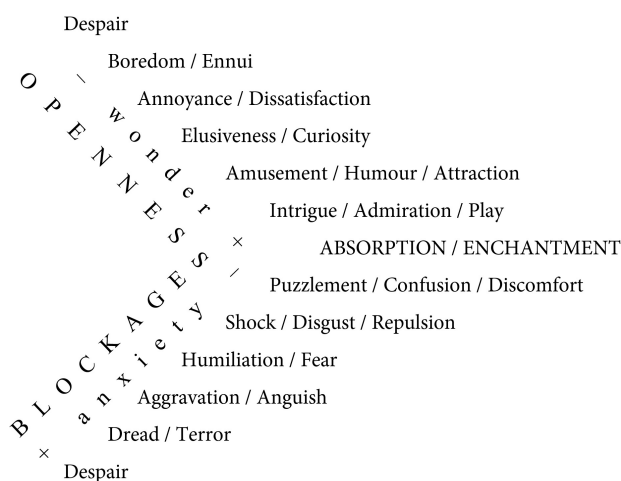 Despair
Boredom / Ennui
Annoyance / Dissatisfaction
Elusiveness / Curiosity
Amusement / Humour / Attraction
Intrigue / Admiration / Play
ABSORPTION / ENCHANTMENT
Puzzlement / Confusion / Discomfort
Shock / Disgust / Repulsion
Humiliation / Fear
Aggravation / Anguish
Dread / Terror
Despair
OPENNESS
− wonder +
BLOCKAGES
+ anxiety −